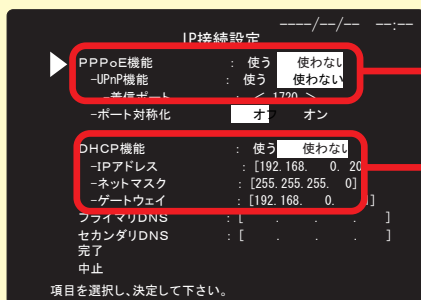 ----/--/-- --:--
IP接続設定
PPPoE機能 : 使う 使わない
-UPnP機能 : 使う 使わない
-着信ポート : < 1720 >
-ポート対称化 オフ オン
DHCP機能 : 使う 使わない
-IPアドレス : [192.168. 0. 20
-ネットマスク : [255.255.255. 0]
-ゲートウェイ : [192.168. 0. ]
プライマリDNS : [ . . . ]
セカンダリDNS : [ . . . ]
完了
中止
項目を選択し、決定して下さい。